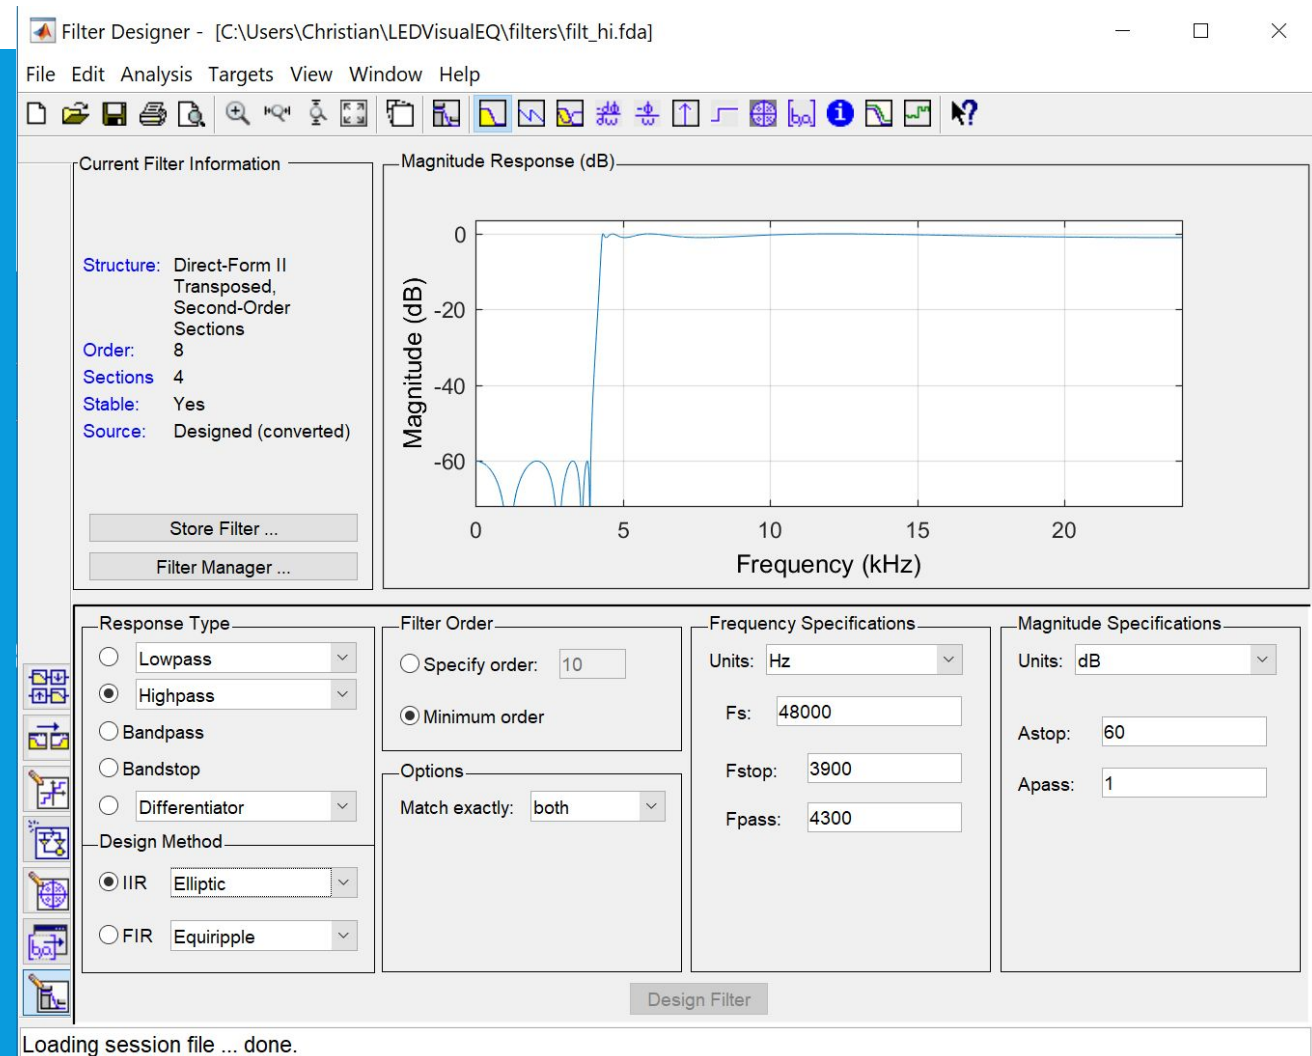 Filter Designer - [C:\Users\Christian\LEDVisualEQ\filters\filt_hi.fda]
File Edit Analysis Targets View Window Help
Current Filter Information
Structure: Direct-Form II
Transposed,
Second-Order
Sections
Order: 8
Sections 4
Stable: Yes
Source: Designed (converted)
Store Filter ...
Filter Manager ...
Magnitude Response (dB)
Magnitude (dB)
0
-20
-40
-60
0 5 10 15 20
Frequency (kHz)
Response Type
Lowpass
Highpass
Bandpass
Bandstop
Differentiator
Design Method
IIR Elliptic
FIR Equiripple
Filter Order
Specify order: 10
Minimum order
Options
Match exactly: both
Frequency Specifications
Units: Hz
Fs: 48000
Fstop: 3900
Fpass: 4300
Magnitude Specifications
Units: dB
Astop: 60
Apass: 1
Design Filter
Loading session file ... done.